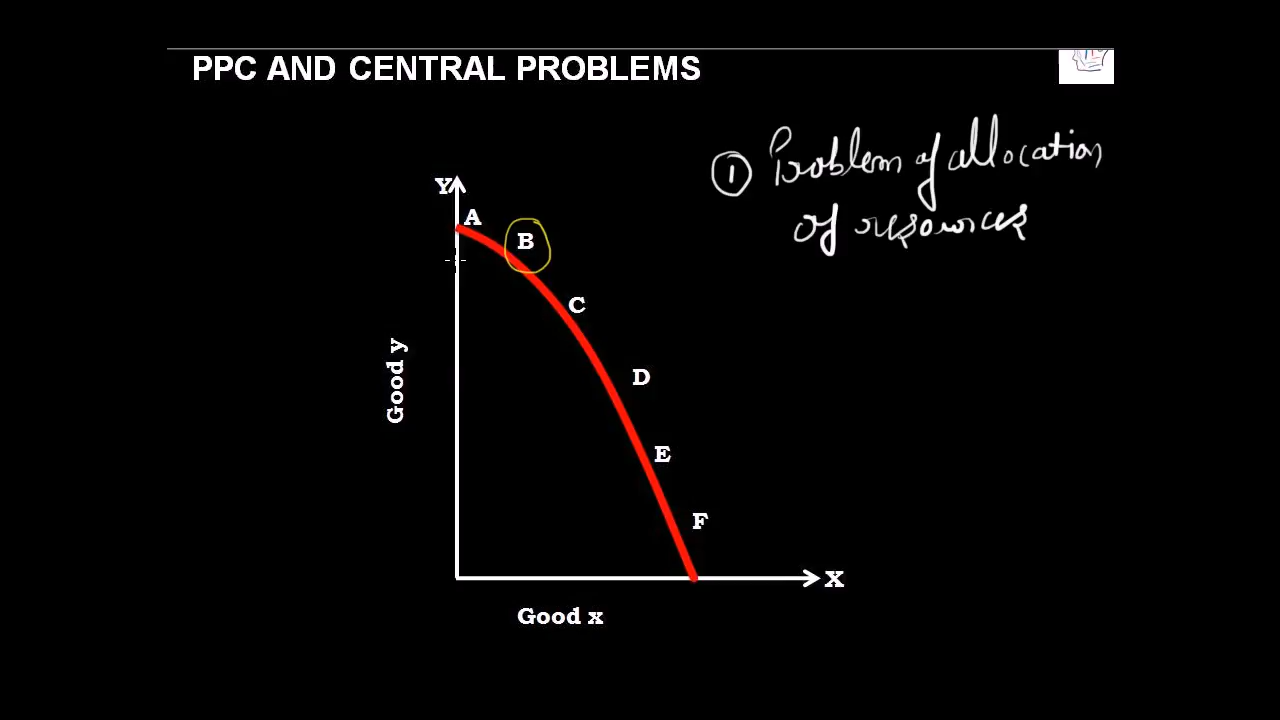 PPC AND CENTRAL PROBLEMS
① Problem of allocation
of resources
Y
A
B
C
D
E
F
Good y
X
Good x